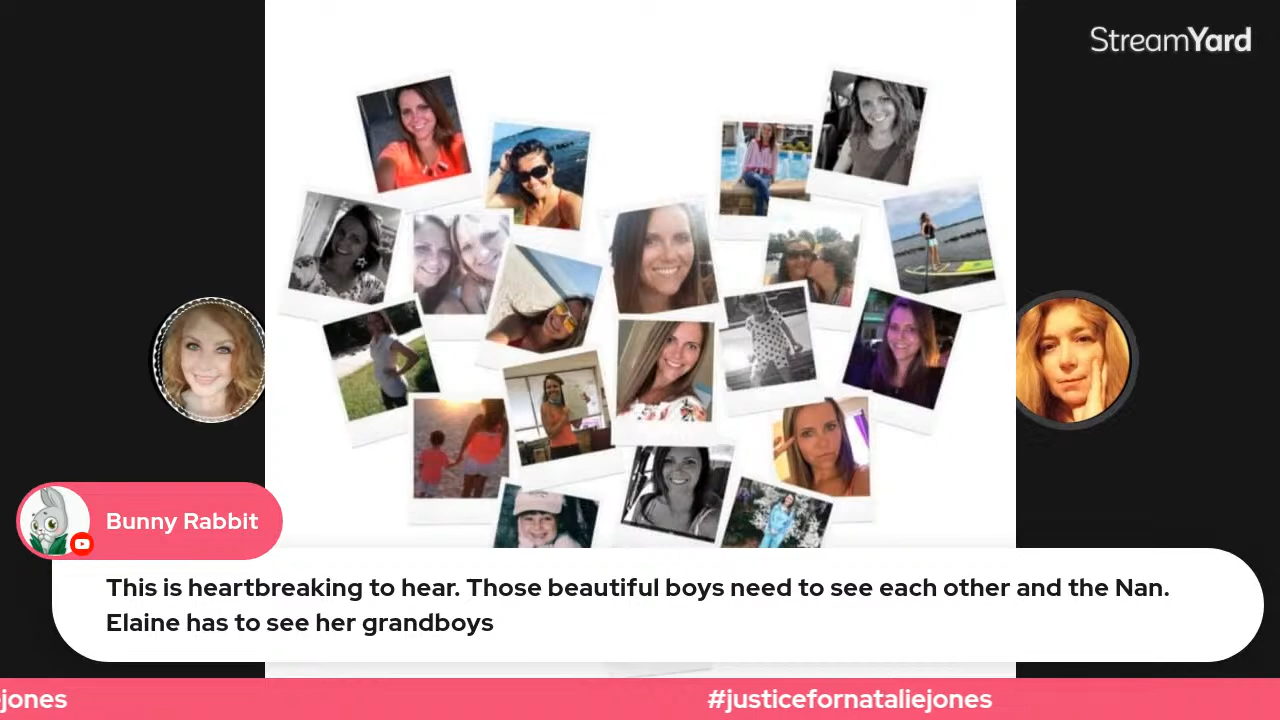 StreamYard
Bunny Rabbit
This is heartbreaking to hear. Those beautiful boys need to see each other and the Nan.
Elaine has to see her grandboys
jones
#justicefornataliejones